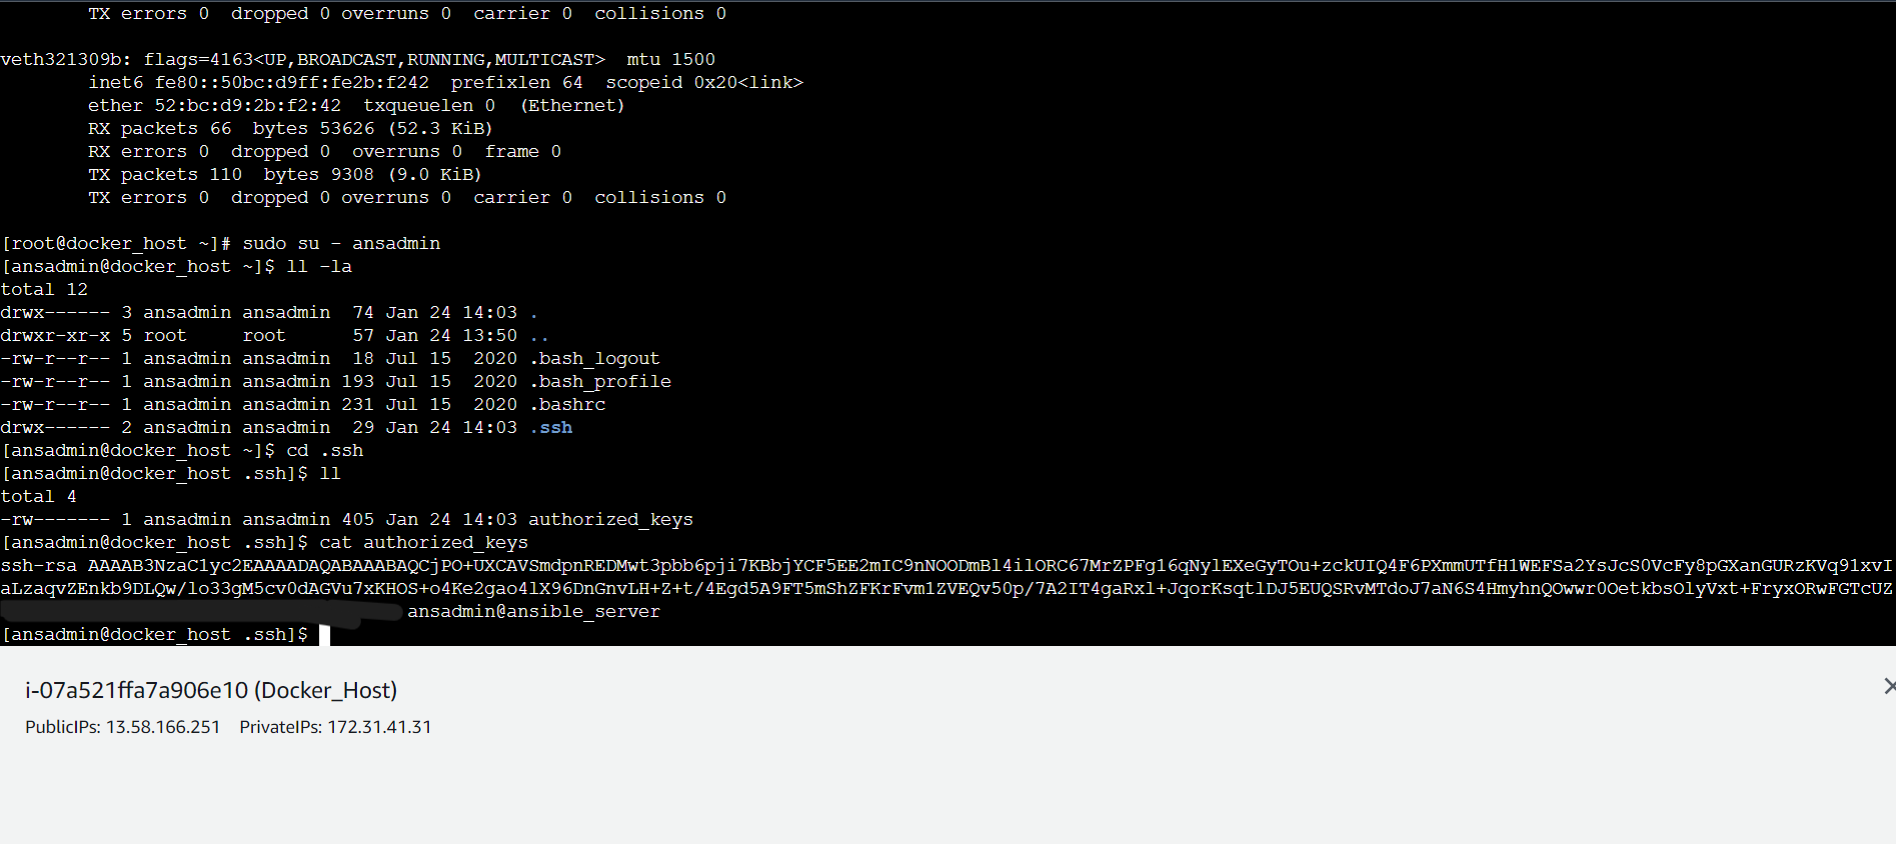 TX errors 0  dropped 0 overruns 0  carrier 0  collisions 0
veth321309b: flags=4163<UP,BROADCAST,RUNNING,MULTICAST>  mtu 1500
inet6 fe80::50bc:d9ff:fe2b:f242  prefixlen 64  scopeid 0x20<link>
ether 52:bc:d9:2b:f2:42  txqueuelen 0  (Ethernet)
RX packets 66  bytes 53626 (52.3 KiB)
RX errors 0  dropped 0  overruns 0  frame 0
TX packets 110  bytes 9308 (9.0 KiB)
TX errors 0  dropped 0 overruns 0  carrier 0  collisions 0
[root@docker_host ~]# sudo su - ansadmin
[ansadmin@docker_host ~]$ ll -la
total 12
drwx------ 3 ansadmin ansadmin  74 Jan 24 14:03 .
drwxr-xr-x 5 root     root      57 Jan 24 13:50 ..
-rw-r--r-- 1 ansadmin ansadmin  18 Jul 15  2020 .bash_logout
-rw-r--r-- 1 ansadmin ansadmin 193 Jul 15  2020 .bash_profile
-rw-r--r-- 1 ansadmin ansadmin 231 Jul 15  2020 .bashrc
drwx------ 2 ansadmin ansadmin  29 Jan 24 14:03 .ssh
[ansadmin@docker_host ~]$ cd .ssh
[ansadmin@docker_host .ssh]$ ll
total 4
-rw------- 1 ansadmin ansadmin 405 Jan 24 14:03 authorized_keys
[ansadmin@docker_host .ssh]$ cat authorized_keys
ssh-rsa AAAAB3NzaC1yc2EAAAADAQABAAABAQCjPO+UXCAVSmdpnREDMwt3pbb6pji7KBbjYCF5EE2mIC9nNOODmBl4ilORC67MrZPFg16qNylEXeGyTOu+zckUIQ4F6PXmmUTfH1WEFSa2YsJcS0VcFy8pGXanGURzKVq91xvI
aLzaqvZEnkb9DLQw/lo33gM5cv0dAGVu7xKHOS+o4Ke2gao4lX96DnGnvLH+Z+t/4Egd5A9FT5mShZFKrFvm1ZVEQv50p/7A2IT4gaRxl+JqorKsqtlDJ5EUQSRvMTdoJ7aN6S4HmyhnQOwwr0OetkbsOlyVxt+FryxORwFGTcUZ
ansadmin@ansible_server
[ansadmin@docker_host .ssh]$
i-07a521ffa7a906e10 (Docker_Host)
PublicIPs: 13.58.166.251    PrivateIPs: 172.31.41.31